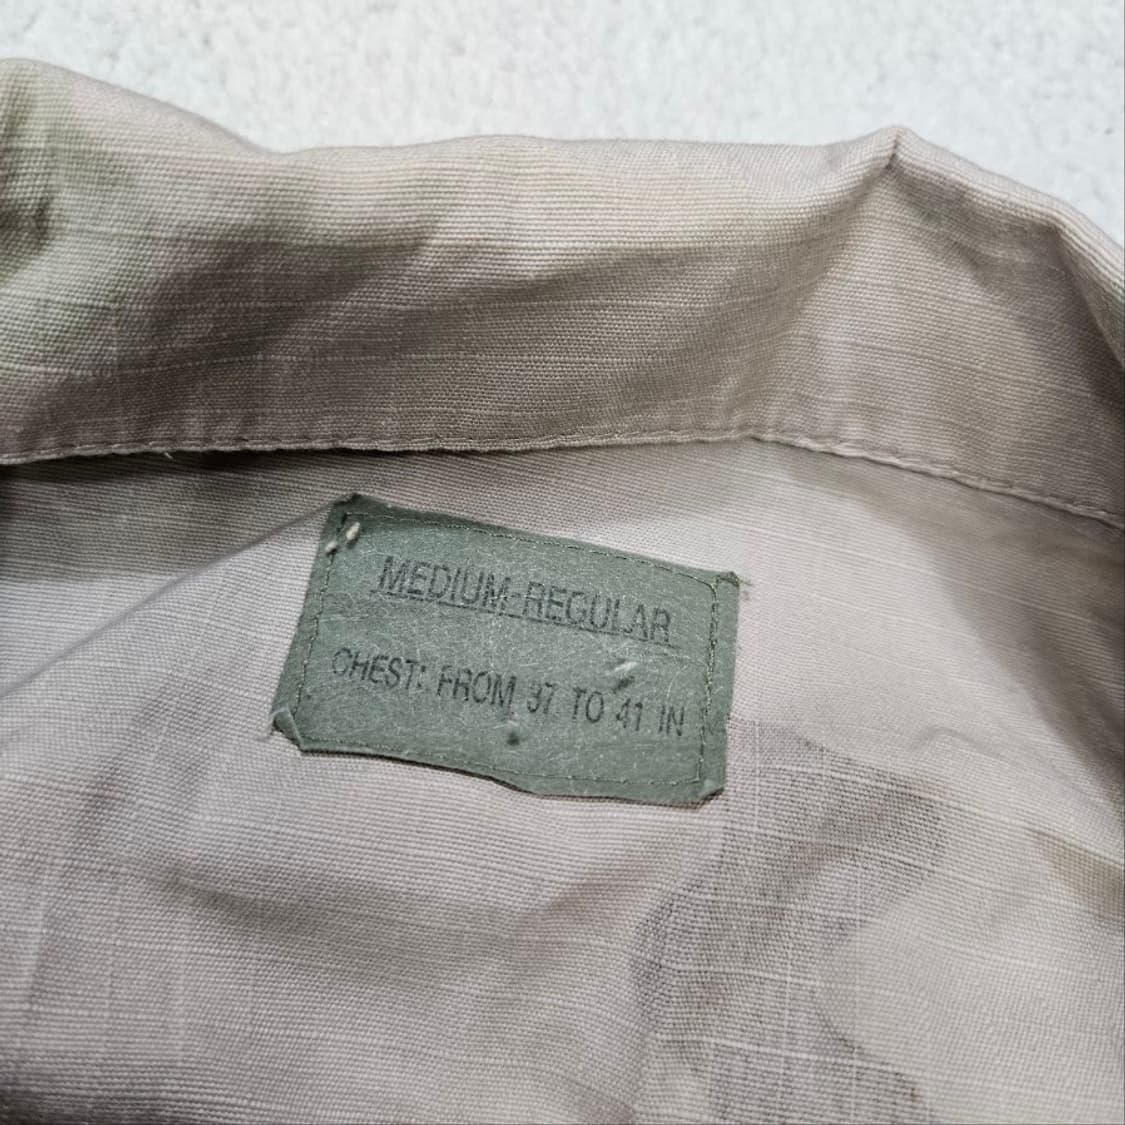 MEDIUM-REGULAR
CHEST: FROM 37 TO 41 IN